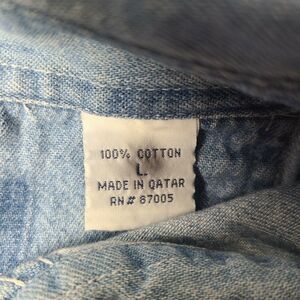 100% COTTON
L
MADE IN QATAR
RN# 67005